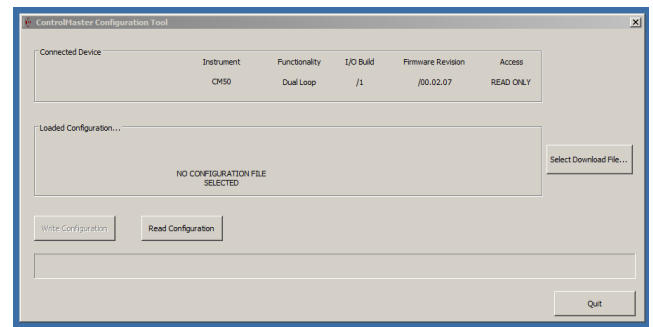 ControlMaster Configuration Tool
Connected Device
Instrument Functionality I/O Build Firmware Revision Access
CM50 Dual Loop /1 /00.02.07 READ ONLY
Loaded Configuration...
NO CONFIGURATION FILE
SELECTED
Select Download File...
Write Configuration Read Configuration
Quit